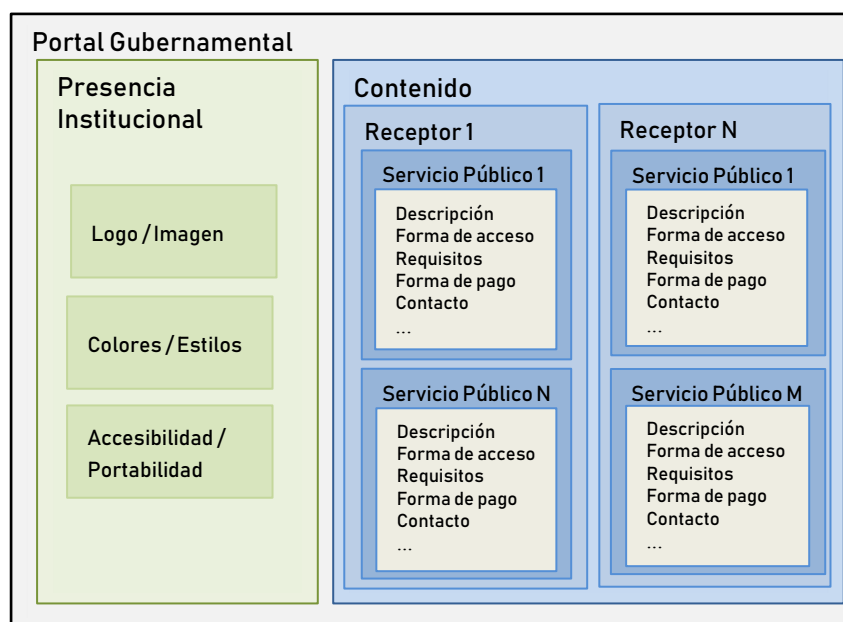 Portal Gubernamental
Presencia
Institucional
Logo / Imagen
Colores / Estilos
Accesibilidad /
Portabilidad
Contenido
Receptor 1
Servicio Público 1
Descripción
Forma de acceso
Requisitos
Forma de pago
Contacto
...
Servicio Público N
Descripción
Forma de acceso
Requisitos
Forma de pago
Contacto
...
Receptor N
Servicio Público 1
Descripción
Forma de acceso
Requisitos
Forma de pago
Contacto
...
Servicio Público M
Descripción
Forma de acceso
Requisitos
Forma de pago
Contacto
...